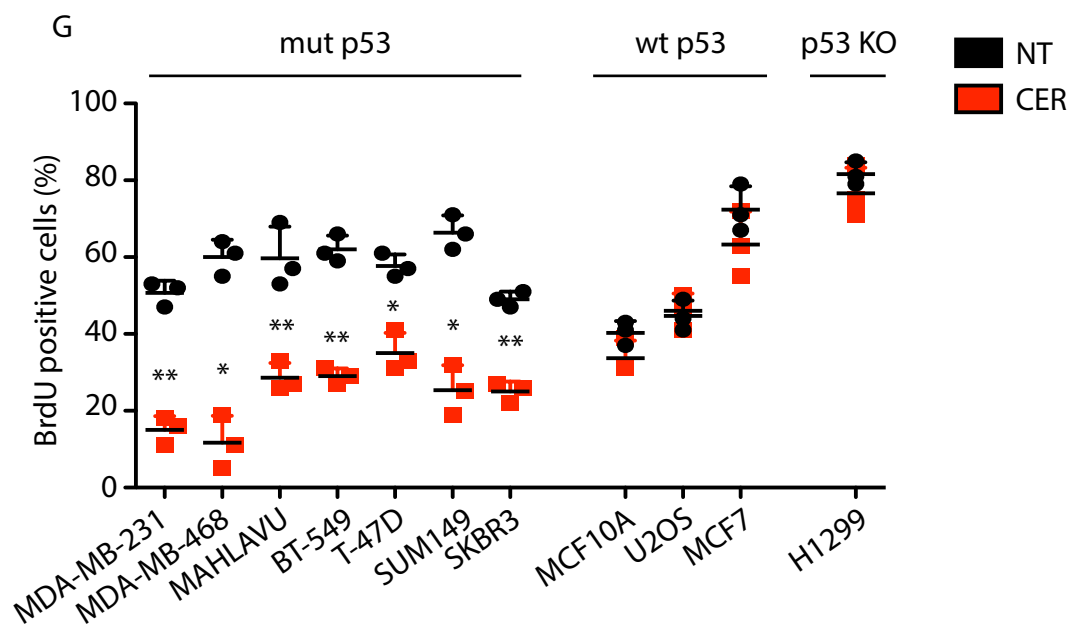 G
mut p53
wt p53
p53 KO
NT
CER
BrdU positive cells (%)
100
80
60
40
20
0
**
*
**
**
*
*
**
MDA-MB-231
MDA-MB-468
MAHLAVU
BT-549
T-47D
SUM149
SKBR3
MCF10A
U2OS
MCF7
H1299